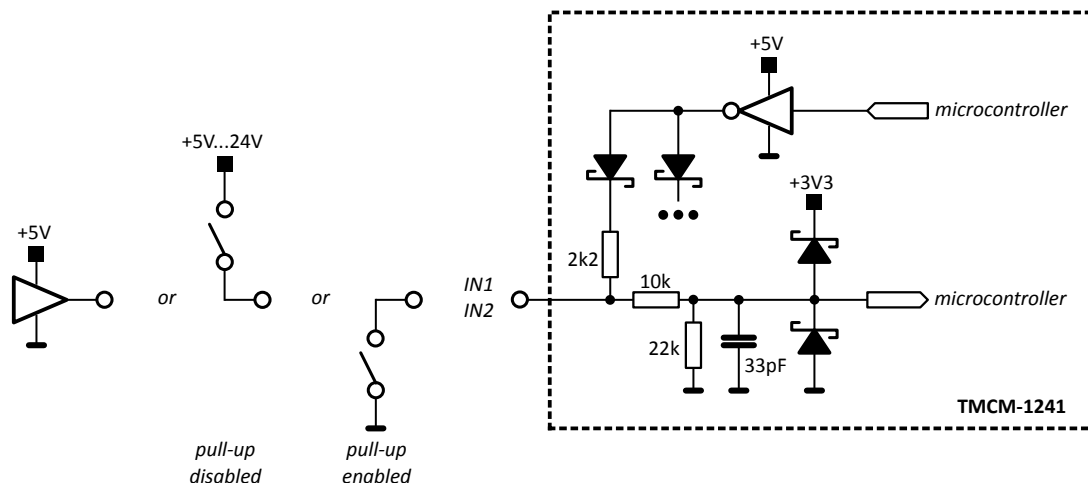 +5V
microcontroller
+5V...24V
+3V3
+5V
2k2
or
or
IN1
IN2
10k
microcontroller
22k
33pF
TMCM-1241
pull-up
disabled
pull-up
enabled